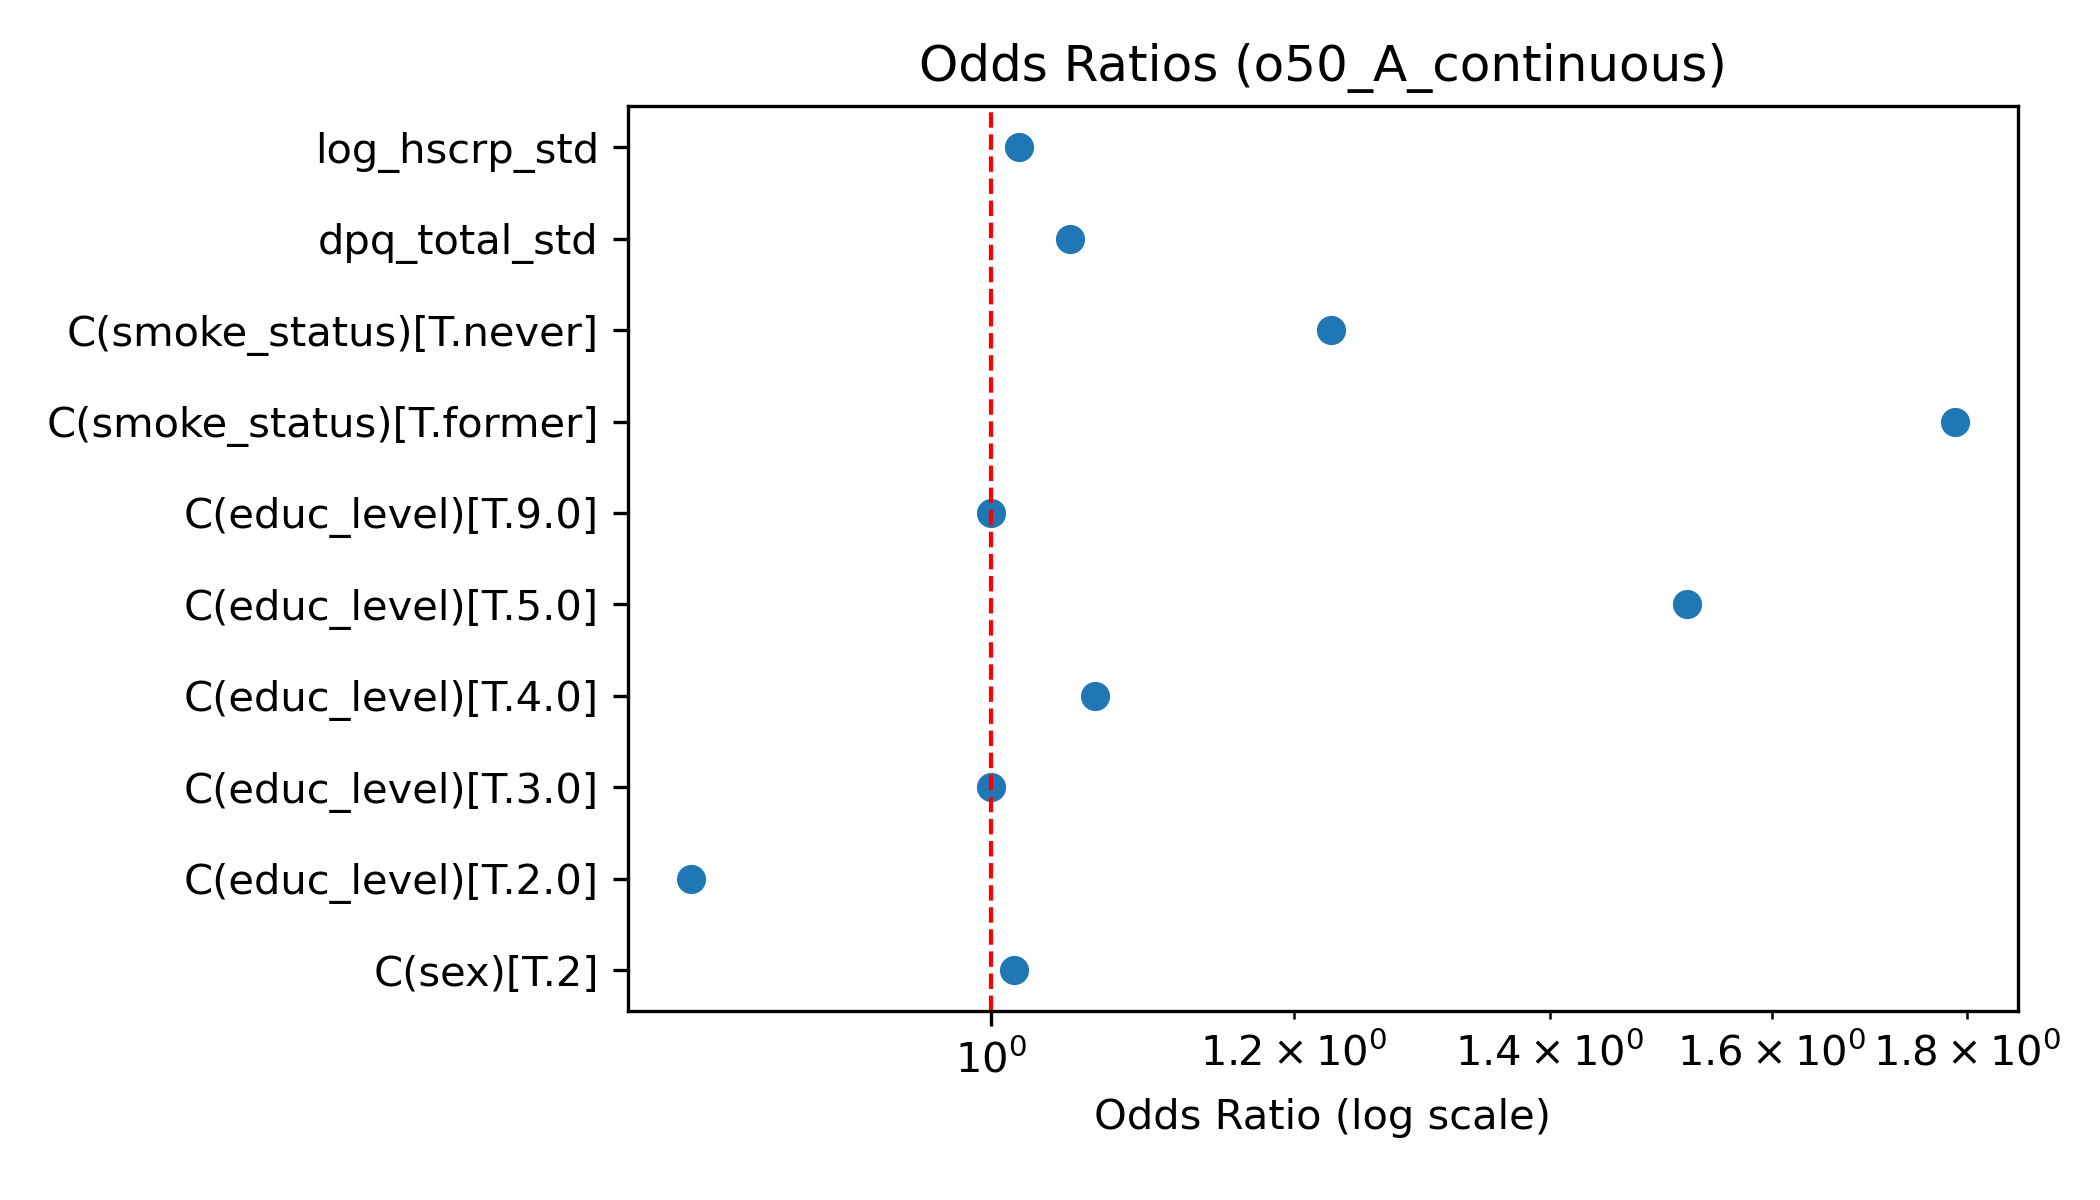 Odds Ratios (o50_A_continuous)
log_hscrp_std
dpq_total_std
C(smoke_status)[T.never]
C(smoke_status)[T.former]
C(educ_level)[T.9.0]
C(educ_level)[T.5.0]
C(educ_level)[T.4.0]
C(educ_level)[T.3.0]
C(educ_level)[T.2.0]
C(sex)[T.2]
10⁰ 1.2 × 10⁰ 1.4 × 10⁰ 1.6 × 10⁰ 1.8 × 10⁰
Odds Ratio (log scale)